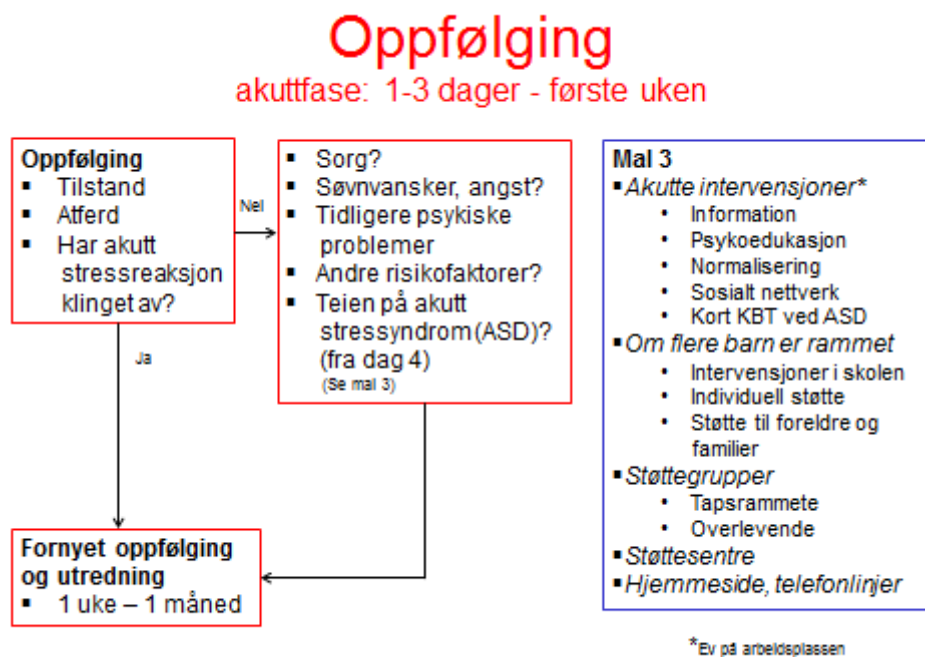 Oppfølging
akuttfase: 1-3 dager - første uken
Oppfølging
▪ Tilstand
▪ Atferd
▪ Har akutt
stressreaksjon
klinget av?
Nei
Ja
▪ Sorg?
▪ Søvnvansker, angst?
▪ Tidligere psykiske
problemer
▪ Andre risikofaktorer?
▪ Teien på akutt
stressyndrom (ASD)?
(fra dag 4)
(Se mal 3)
Fornyet oppfølging
og utredning
▪ 1 uke – 1 måned
Mal 3
▪Akutte intervensjoner*
• Information
• Psykoedukasjon
• Normalisering
• Sosialt nettverk
• Kort KBT ved ASD
▪Om flere barn er rammet
• Intervensjoner i skolen
• Individuell støtte
• Støtte til foreldre og
familier
▪Støttegrupper
• Tapsrammete
• Overlevende
▪Støttesentre
▪Hjemmeside, telefonlinjer
*Ev på arbeidsplassen